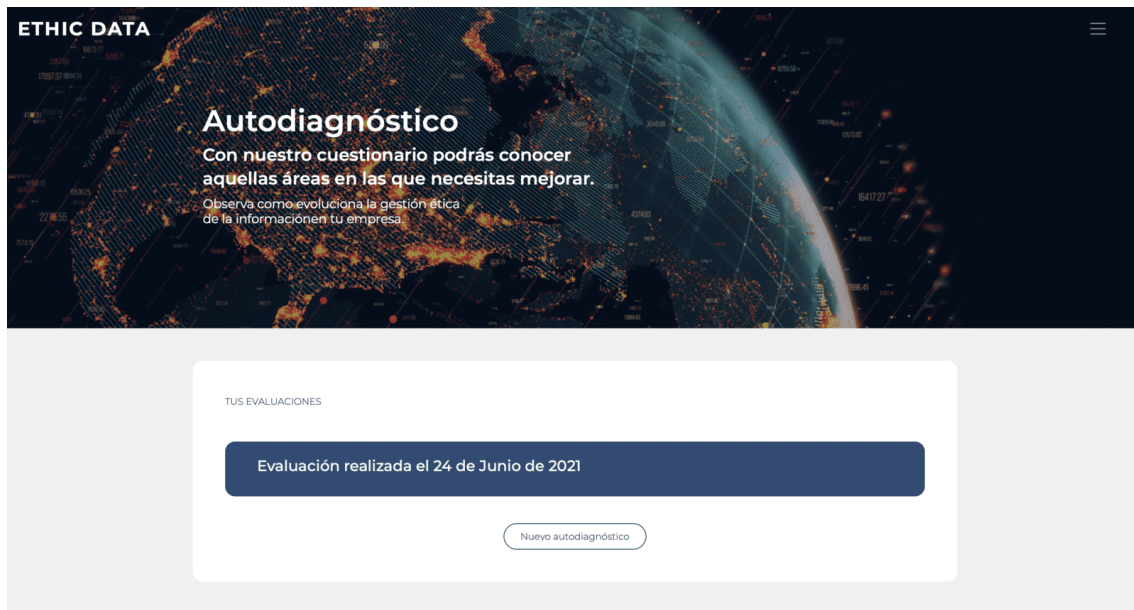 ETHIC DATA
Autodiagnóstico
Con nuestro cuestionario podrás conocer
aquellas áreas en las que necesitas mejorar.
Observa como evoluciona la gestión ética
de la informaciónen tu empresa.
TUS EVALUACIONES
Evaluación realizada el 24 de Junio de 2021
Nuevo autodiagnóstico